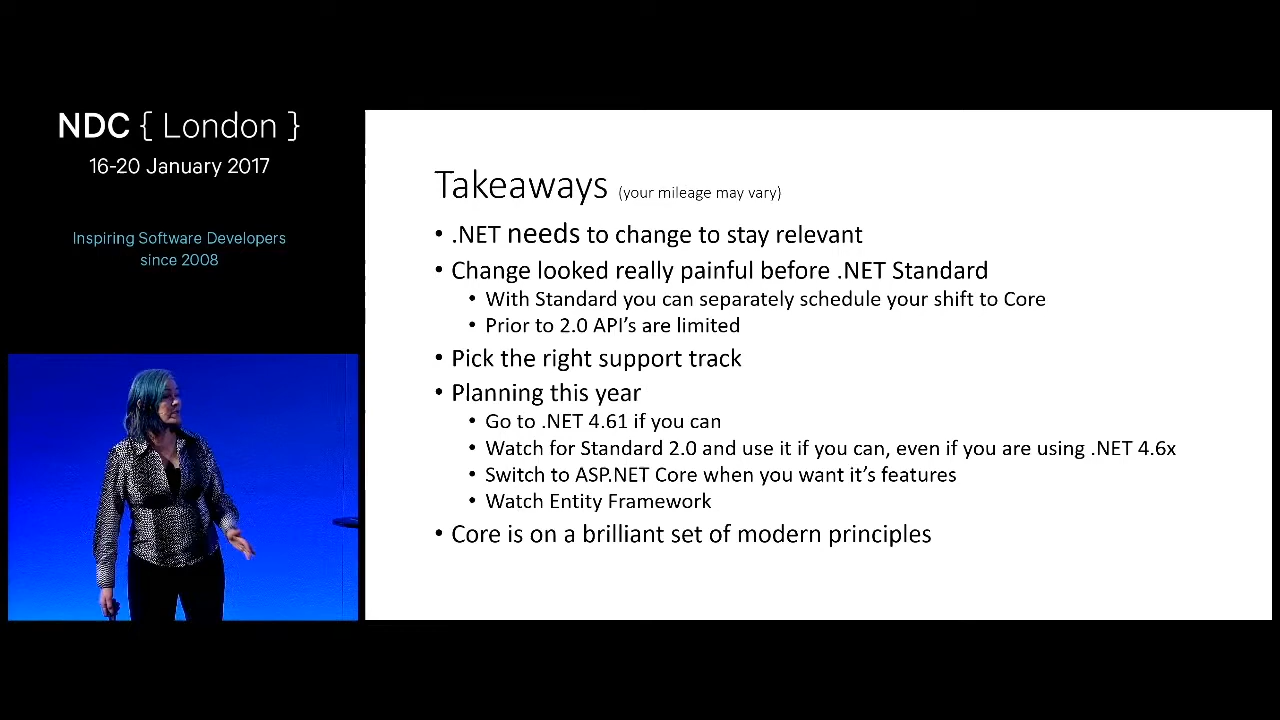 NDC { London }
16-20 January 2017
Inspiring Software Developers
since 2008
Takeaways (your mileage may vary)
• .NET needs to change to stay relevant
• Change looked really painful before .NET Standard
• With Standard you can separately schedule your shift to Core
• Prior to 2.0 API's are limited
• Pick the right support track
• Planning this year
• Go to .NET 4.61 if you can
• Watch for Standard 2.0 and use it if you can, even if you are using .NET 4.6x
• Switch to ASP.NET Core when you want it's features
• Watch Entity Framework
• Core is on a brilliant set of modern principles